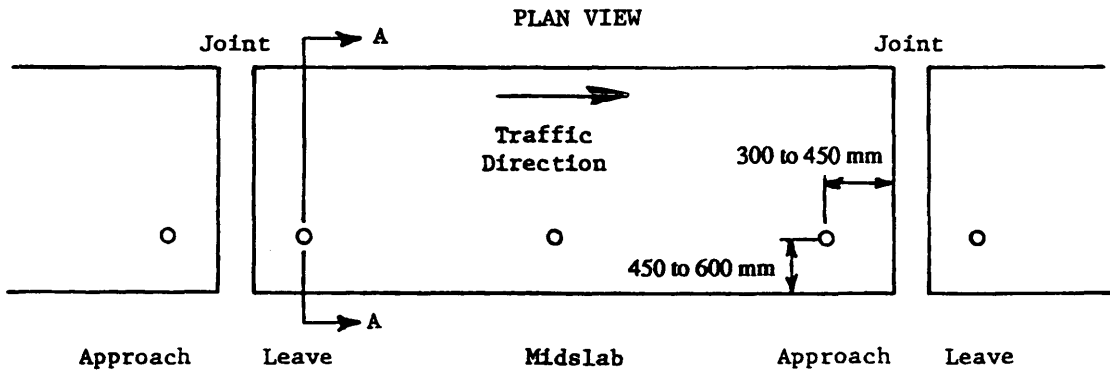 PLAN VIEW
Joint
A
Joint
Traffic
Direction
300 to 450 mm
450 to 600 mm
A
Approach Leave Midslab Approach Leave